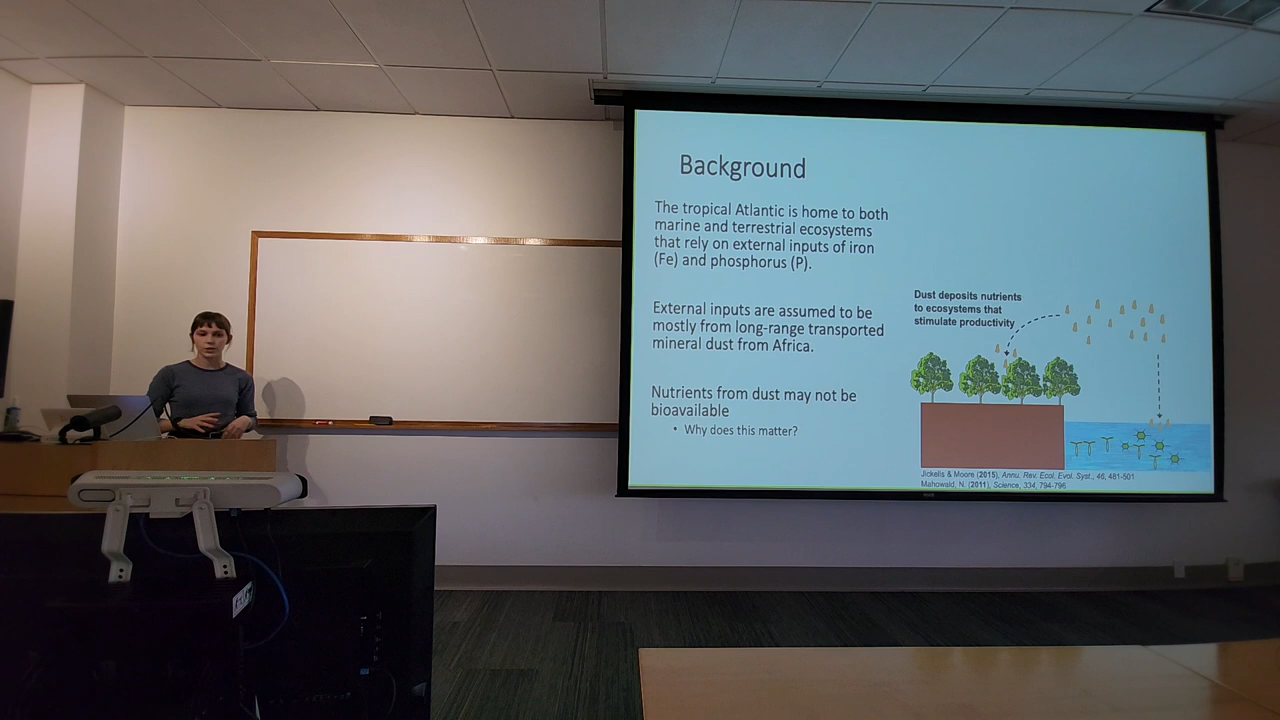 Background
The tropical Atlantic is home to both
marine and terrestrial ecosystems
that rely on external inputs of iron
(Fe) and phosphorus (P).
External inputs are assumed to be
mostly from long-range transported
mineral dust from Africa.
Nutrients from dust may not be
bioavailable
• Why does this matter?
Dust deposits nutrients
to ecosystems that
stimulate productivity
Jickells & Moore (2015), Annu. Rev. Ecol. Evol. Syst., 46, 481-501
Mahowald, N. (2011), Science, 334, 794-796